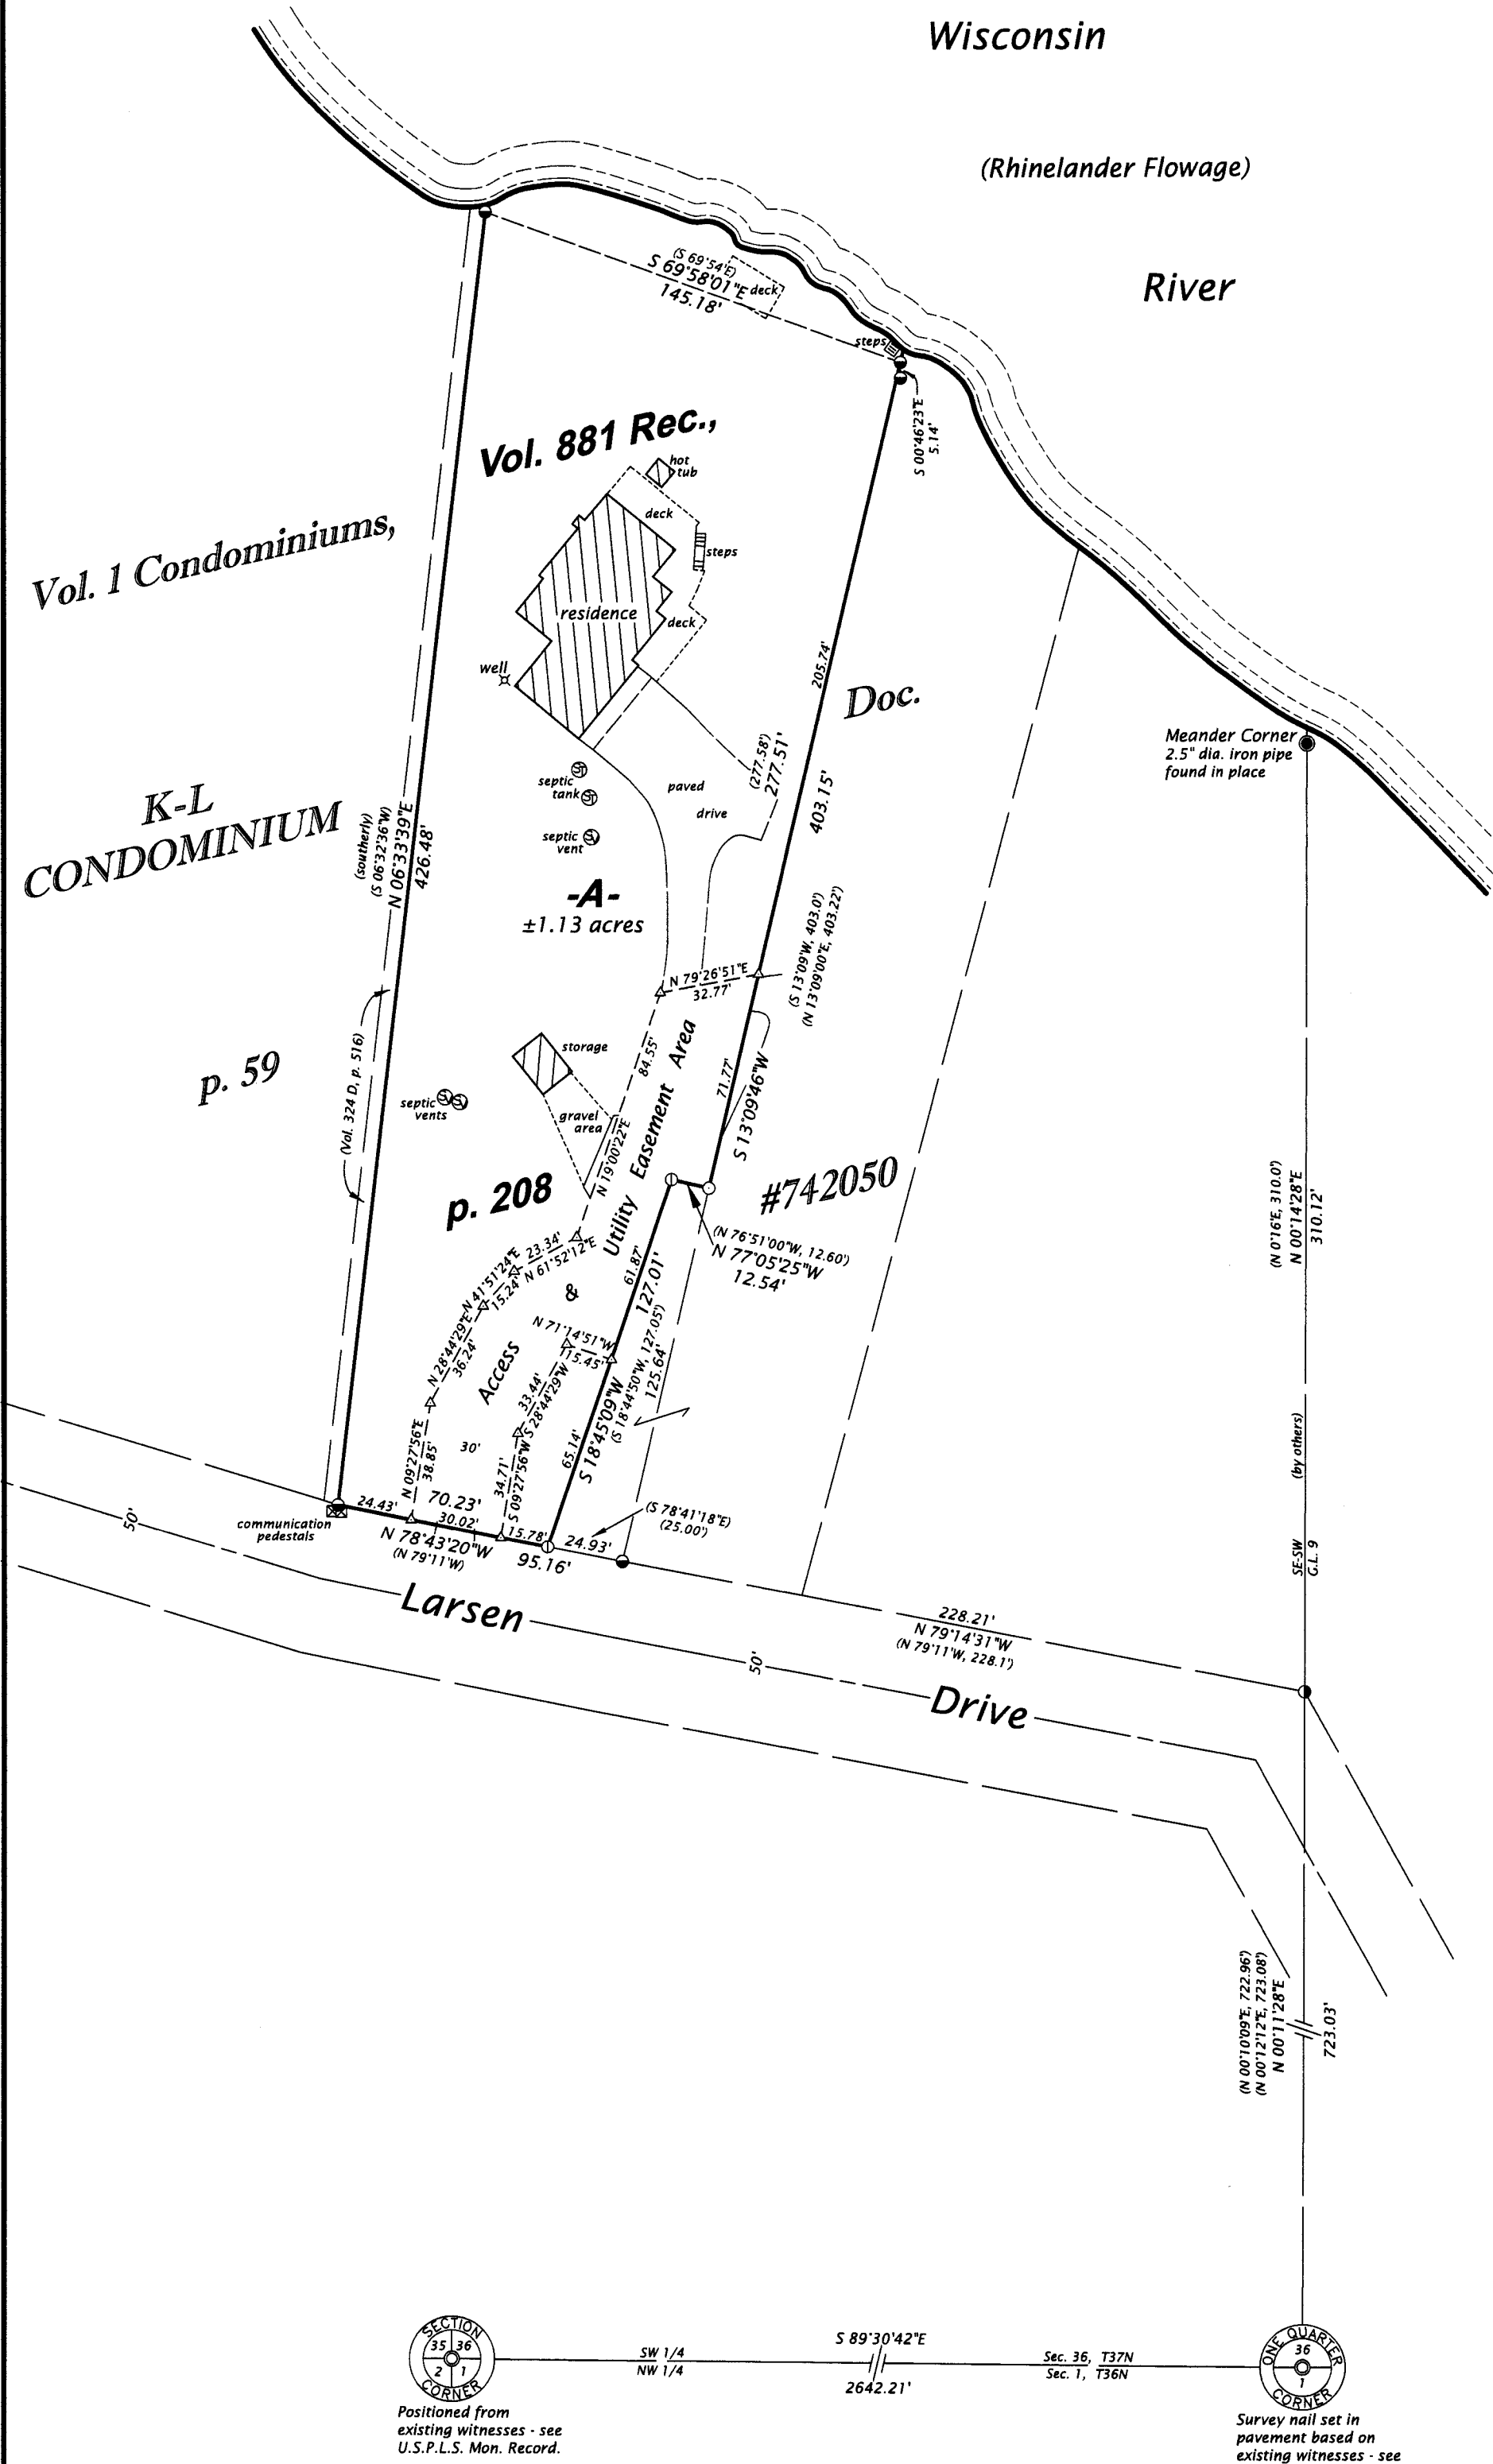 Wisconsin
(Rhinelander Flowage)
River
(S 69°54'E)
S 69°58'01"E
145.18'
deck
steps
S 00°46'23"E
5.14'
Vol. 881 Rec.,
hot
tub
deck
steps
residence
deck
well
Vol. 1 Condominiums,
205.74'
Doc.
Meander Corner
2.5" dia. iron pipe
found in place
(277.58')
277.51'
403.15'
septic
tank
ST
ST
paved
drive
septic
vent
SV
K-L
CONDOMINIUM
(southerly)
(S 06°32'36"W)
N 06°33'39"E
426.48'
-A-
±1.13 acres
(S 13°09'W, 403.0')
(N 13°09'00"E, 403.22')
N 79°26'51"E
32.77'
storage
84.55'
71.77'
S 13°09'46"W
p. 59
(Vol. 324 D, p. 516)
septic
vents
SV
SV
gravel
area
N 19°00'22"E
Utility Easement Area
p. 208
#742050
(N 76°51'00"W, 12.60')
N 77°05'25"W
12.54'
(N 0°16'E, 310.0')
N 00°14'28"E
310.12'
23.34'
N 61°52'12"E
N 41°51'24"E
15.24'
61.87'
127.01'
&
N 28°44'29"E
36.24'
N 71°14'51"W
15.45'
Access
33.44'
S 28°44'29"W
(S 18°44'50"W, 127.05')
125.64'
S 18°45'09"W
65.14'
N 09°27'56"E
38.85'
30'
34.71'
S 09°27'56"W
(by others)
SE-SW
G.L. 9
communication
pedestals
24.43'
70.23'
30.02'
15.78'
24.93'
(S 78°41'18"E)
(25.00')
N 78°43'20"W
(N 79°11'W)
95.16'
50'
Larsen
228.21'
N 79°14'31"W
(N 79°11'W, 228.1')
50'
Drive
(N 00°10'09"E, 722.96')
(N 00°12'12"E, 723.08')
N 00°11'28"E
723.03'
SECTION
35 36
2 1
CORNER
SW 1/4
NW 1/4
S 89°30'42"E
2642.21'
Sec. 36, T37N
Sec. 1, T36N
ONE QUARTER
36
1
CORNER
Positioned from
existing witnesses - see
U.S.P.L.S. Mon. Record.
Survey nail set in
pavement based on
existing witnesses - see